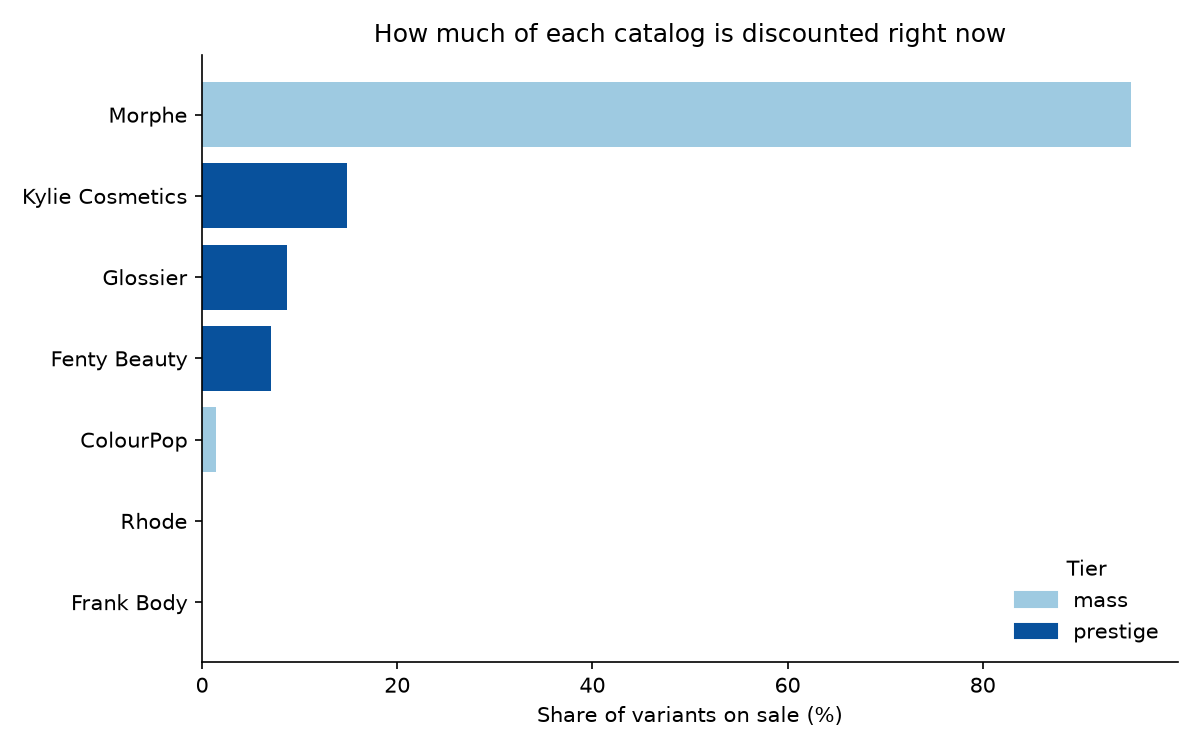 How much of each catalog is discounted right now
Morphe
Kylie Cosmetics
Glossier
Fenty Beauty
ColourPop
Rhode
Frank Body
Tier
mass
prestige
0 20 40 60 80
Share of variants on sale (%)